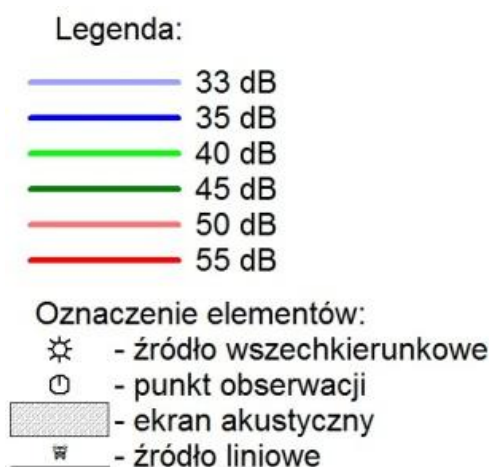 Legenda:
33 dB
35 dB
40 dB
45 dB
50 dB
55 dB
Oznaczenie elementów:
- źródło wszechkierunkowe
- punkt obserwacji
- ekran akustyczny
- źródło liniowe